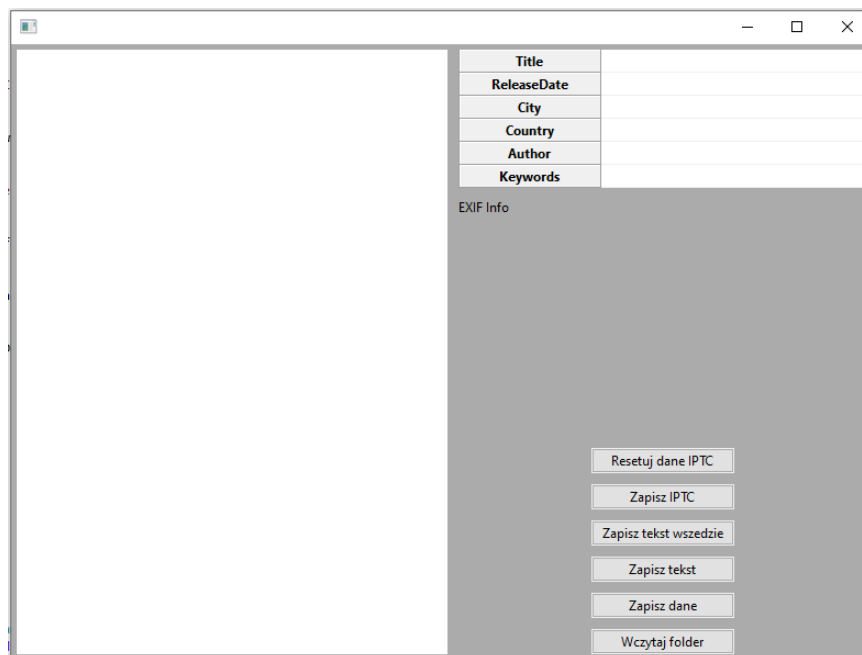 Title
ReleaseDate
City
Country
Author
Keywords
EXIF Info
Resetuj dane IPTC
Zapisz IPTC
Zapisz tekst wszedzie
Zapisz tekst
Zapisz dane
Wczytaj folder